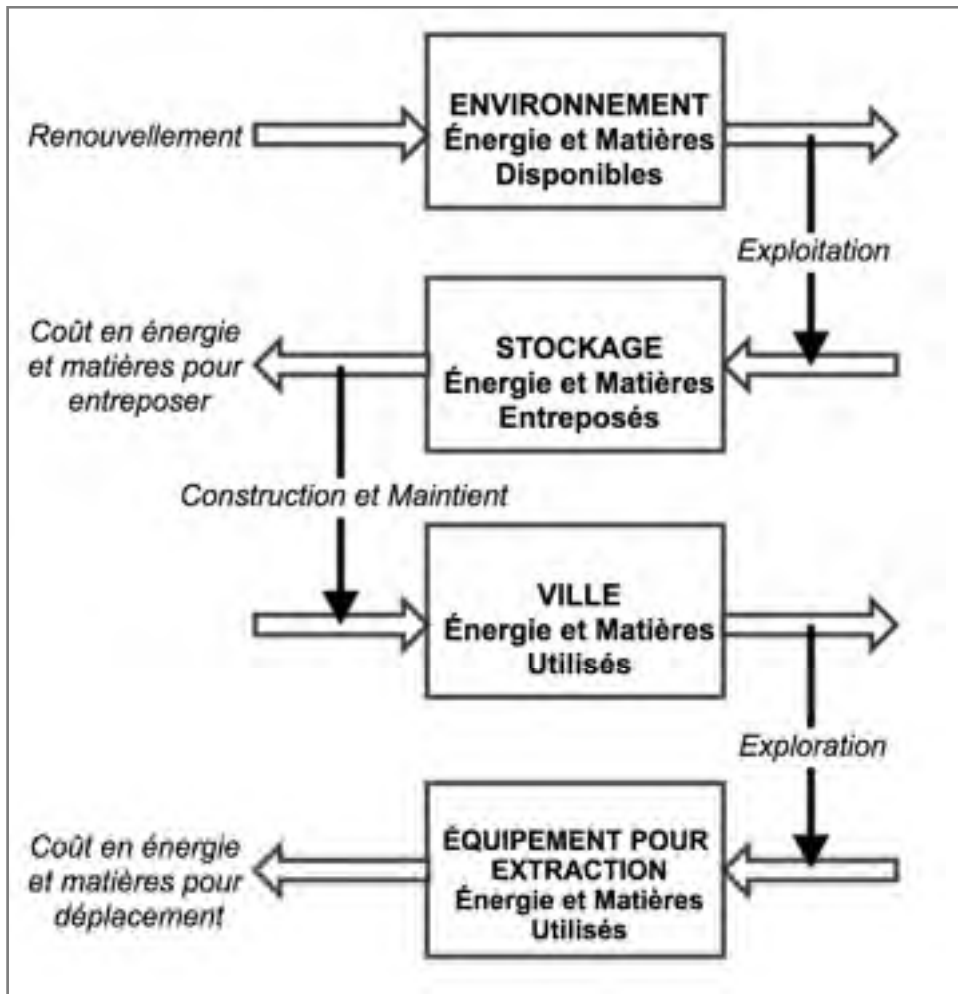 Renouvellement
ENVIRONNEMENT
Énergie et Matières
Disponibles
Exploitation
Coût en énergie
et matières pour
entreposer
STOCKAGE
Énergie et Matières
Entreposés
Construction et Maintient
VILLE
Énergie et Matières
Utilisés
Exploration
Coût en énergie
et matières pour
déplacement
ÉQUIPEMENT POUR
EXTRACTION
Énergie et Matières
Utilisés